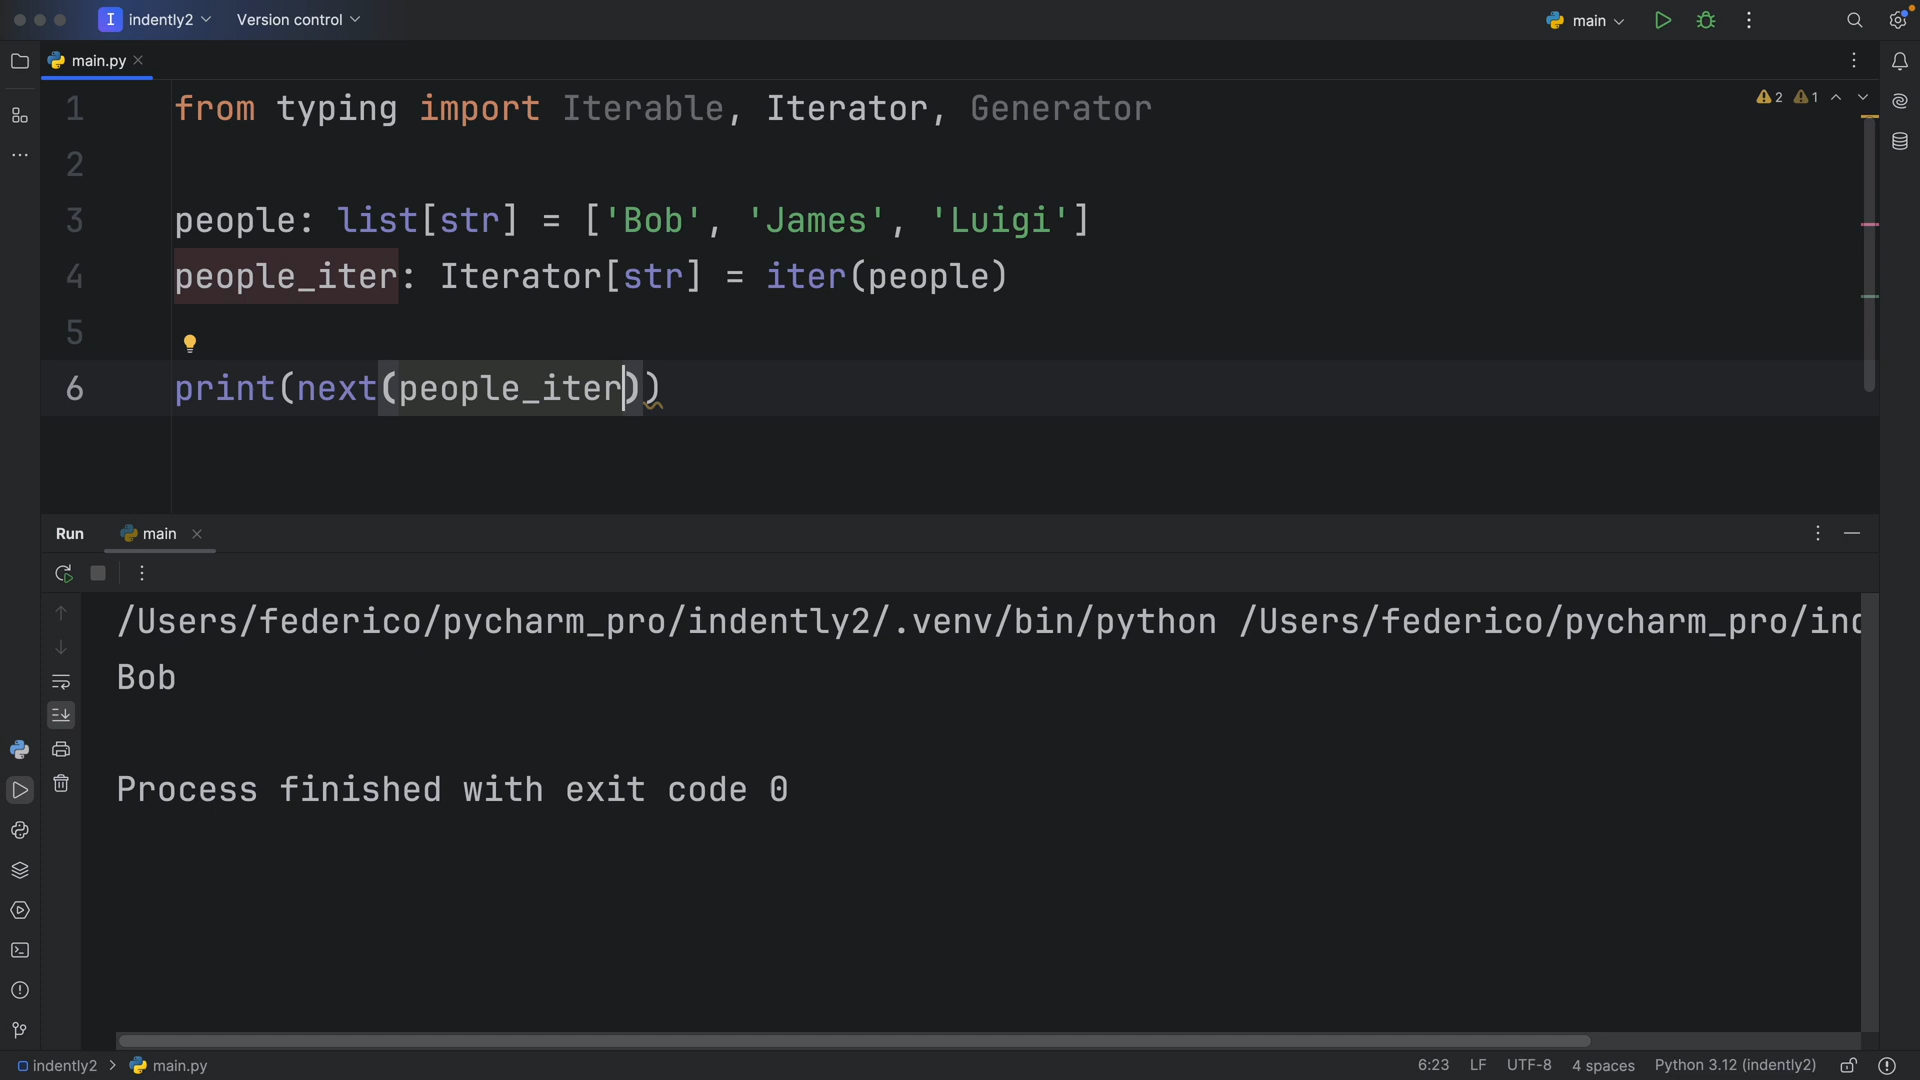 I indently2 Version control main
main.py
1 from typing import Iterable, Iterator, Generator 2 1
2
3 people: list[str] = ['Bob', 'James', 'Luigi']
4 people_iter: Iterator[str] = iter(people)
5
6 print(next(people_iter))
Run main
/Users/federico/pycharm_pro/indently2/.venv/bin/python /Users/federico/pycharm_pro/ind
Bob
Process finished with exit code 0
indently2 > main.py 6:23 LF UTF-8 4 spaces Python 3.12 (indently2)